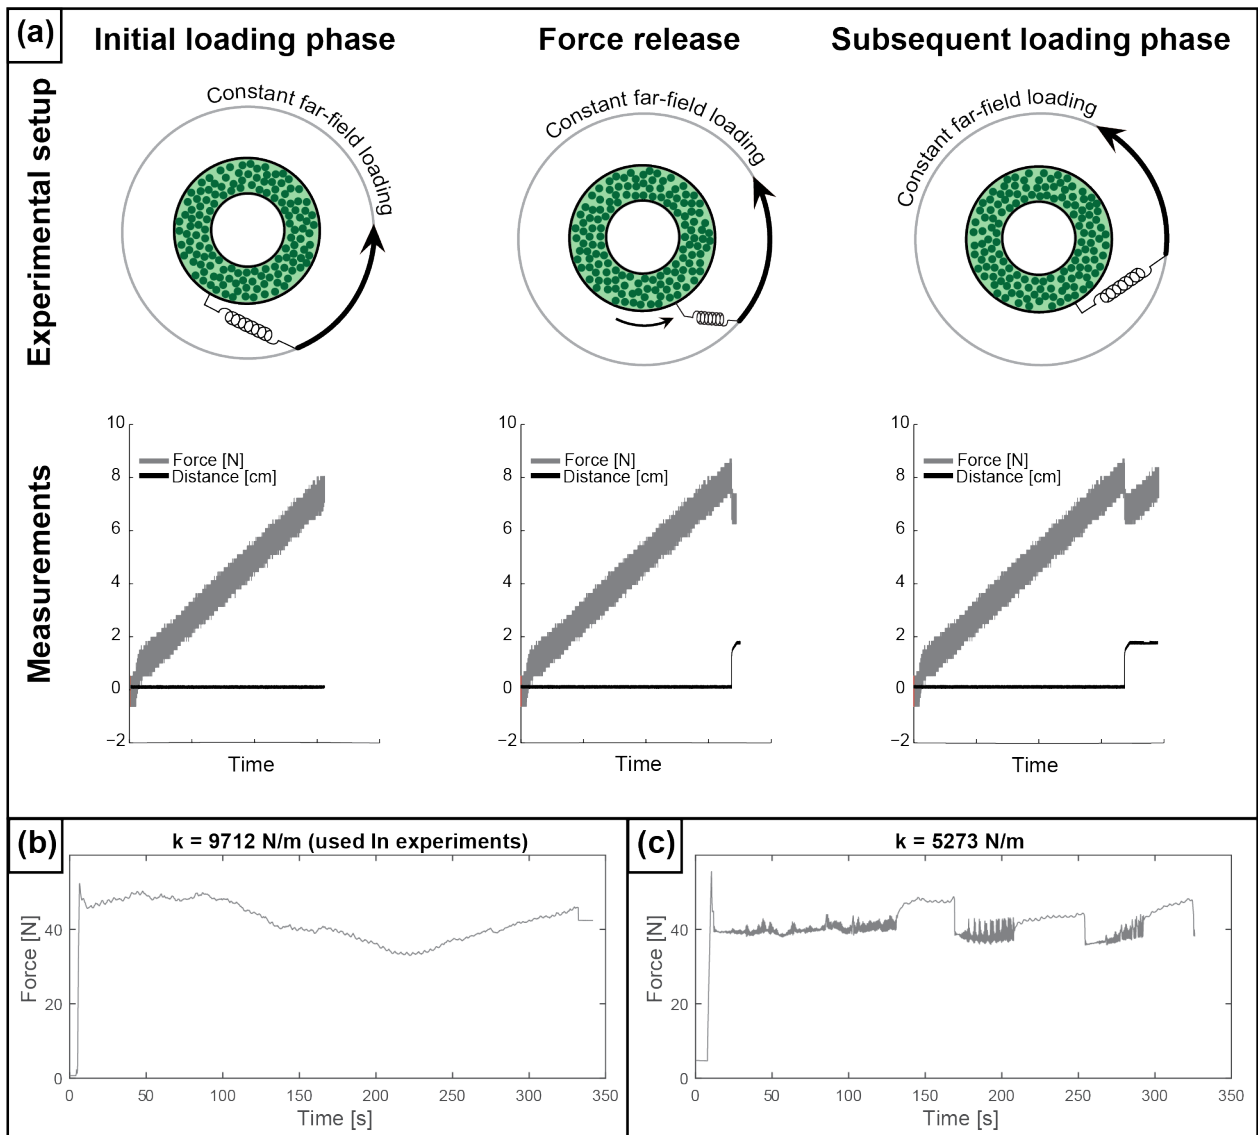 (a)
Initial loading phase
Force release
Subsequent loading phase
Experimental setup
Constant far-field loading
Constant far-field loading
Constant far-field loading
Measurements
10
8
6
4
2
0
−2
Force [N]
Distance [cm]
Time
10
8
6
4
2
0
−2
Force [N]
Distance [cm]
Time
10
8
6
4
2
0
−2
Force [N]
Distance [cm]
Time
(b)
k = 9712 N/m (used In experiments)
Force [N]
40
20
0
0 50 100 150 200 250 300 350
Time [s]
(c)
k = 5273 N/m
Force [N]
40
20
0
0 50 100 150 200 250 300 350
Time [s]